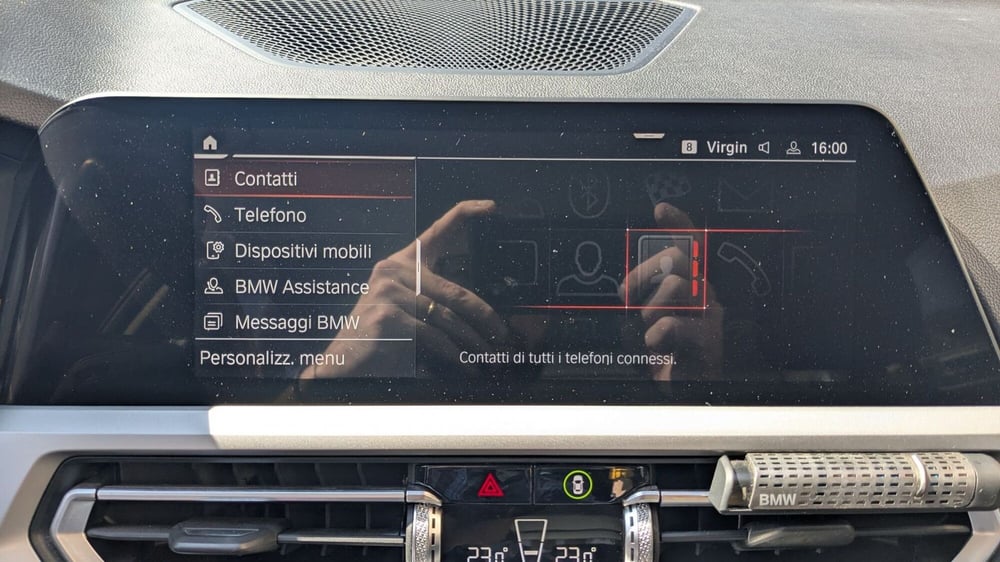 8 Virgin 16:00
Contatti
Telefono
Dispositivi mobili
BMW Assistance
Messaggi BMW
Personalizz. menu
Contatti di tutti i telefoni connessi.
BMW
23.0° 23.0°